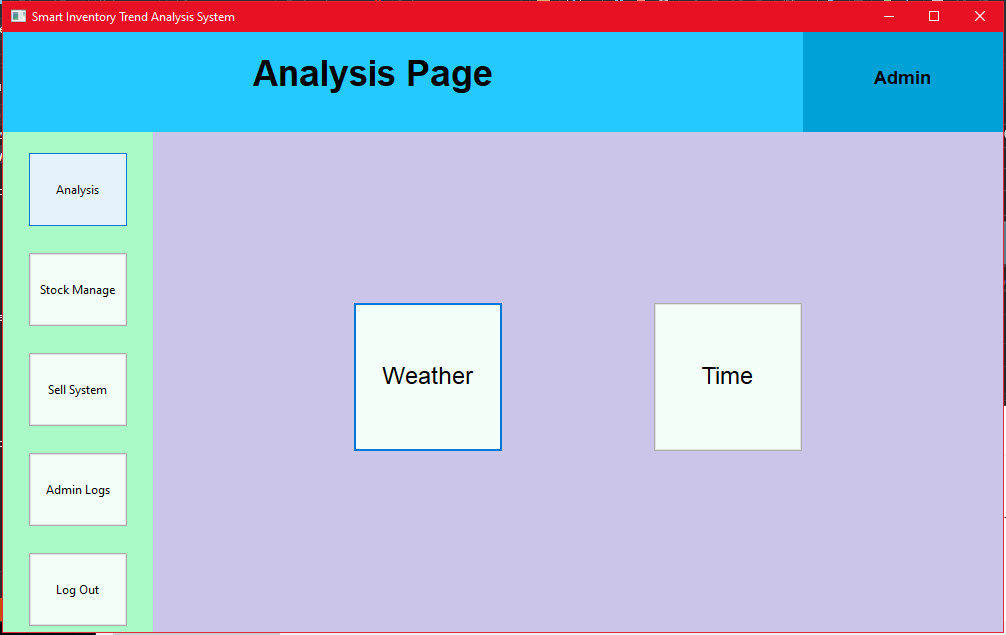 Smart Inventory Trend Analysis System
Analysis Page
Admin
Analysis
Stock Manage
Sell System
Admin Logs
Log Out
Weather
Time